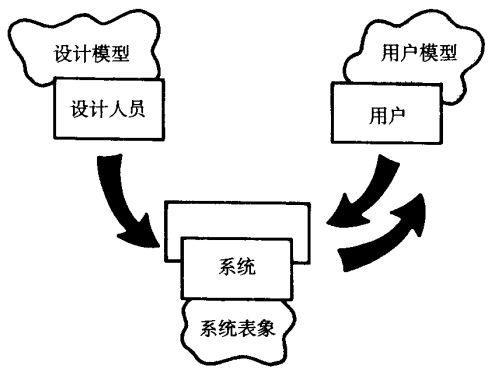 设计模型
设计人员
用户模型
用户
系统
系统表象